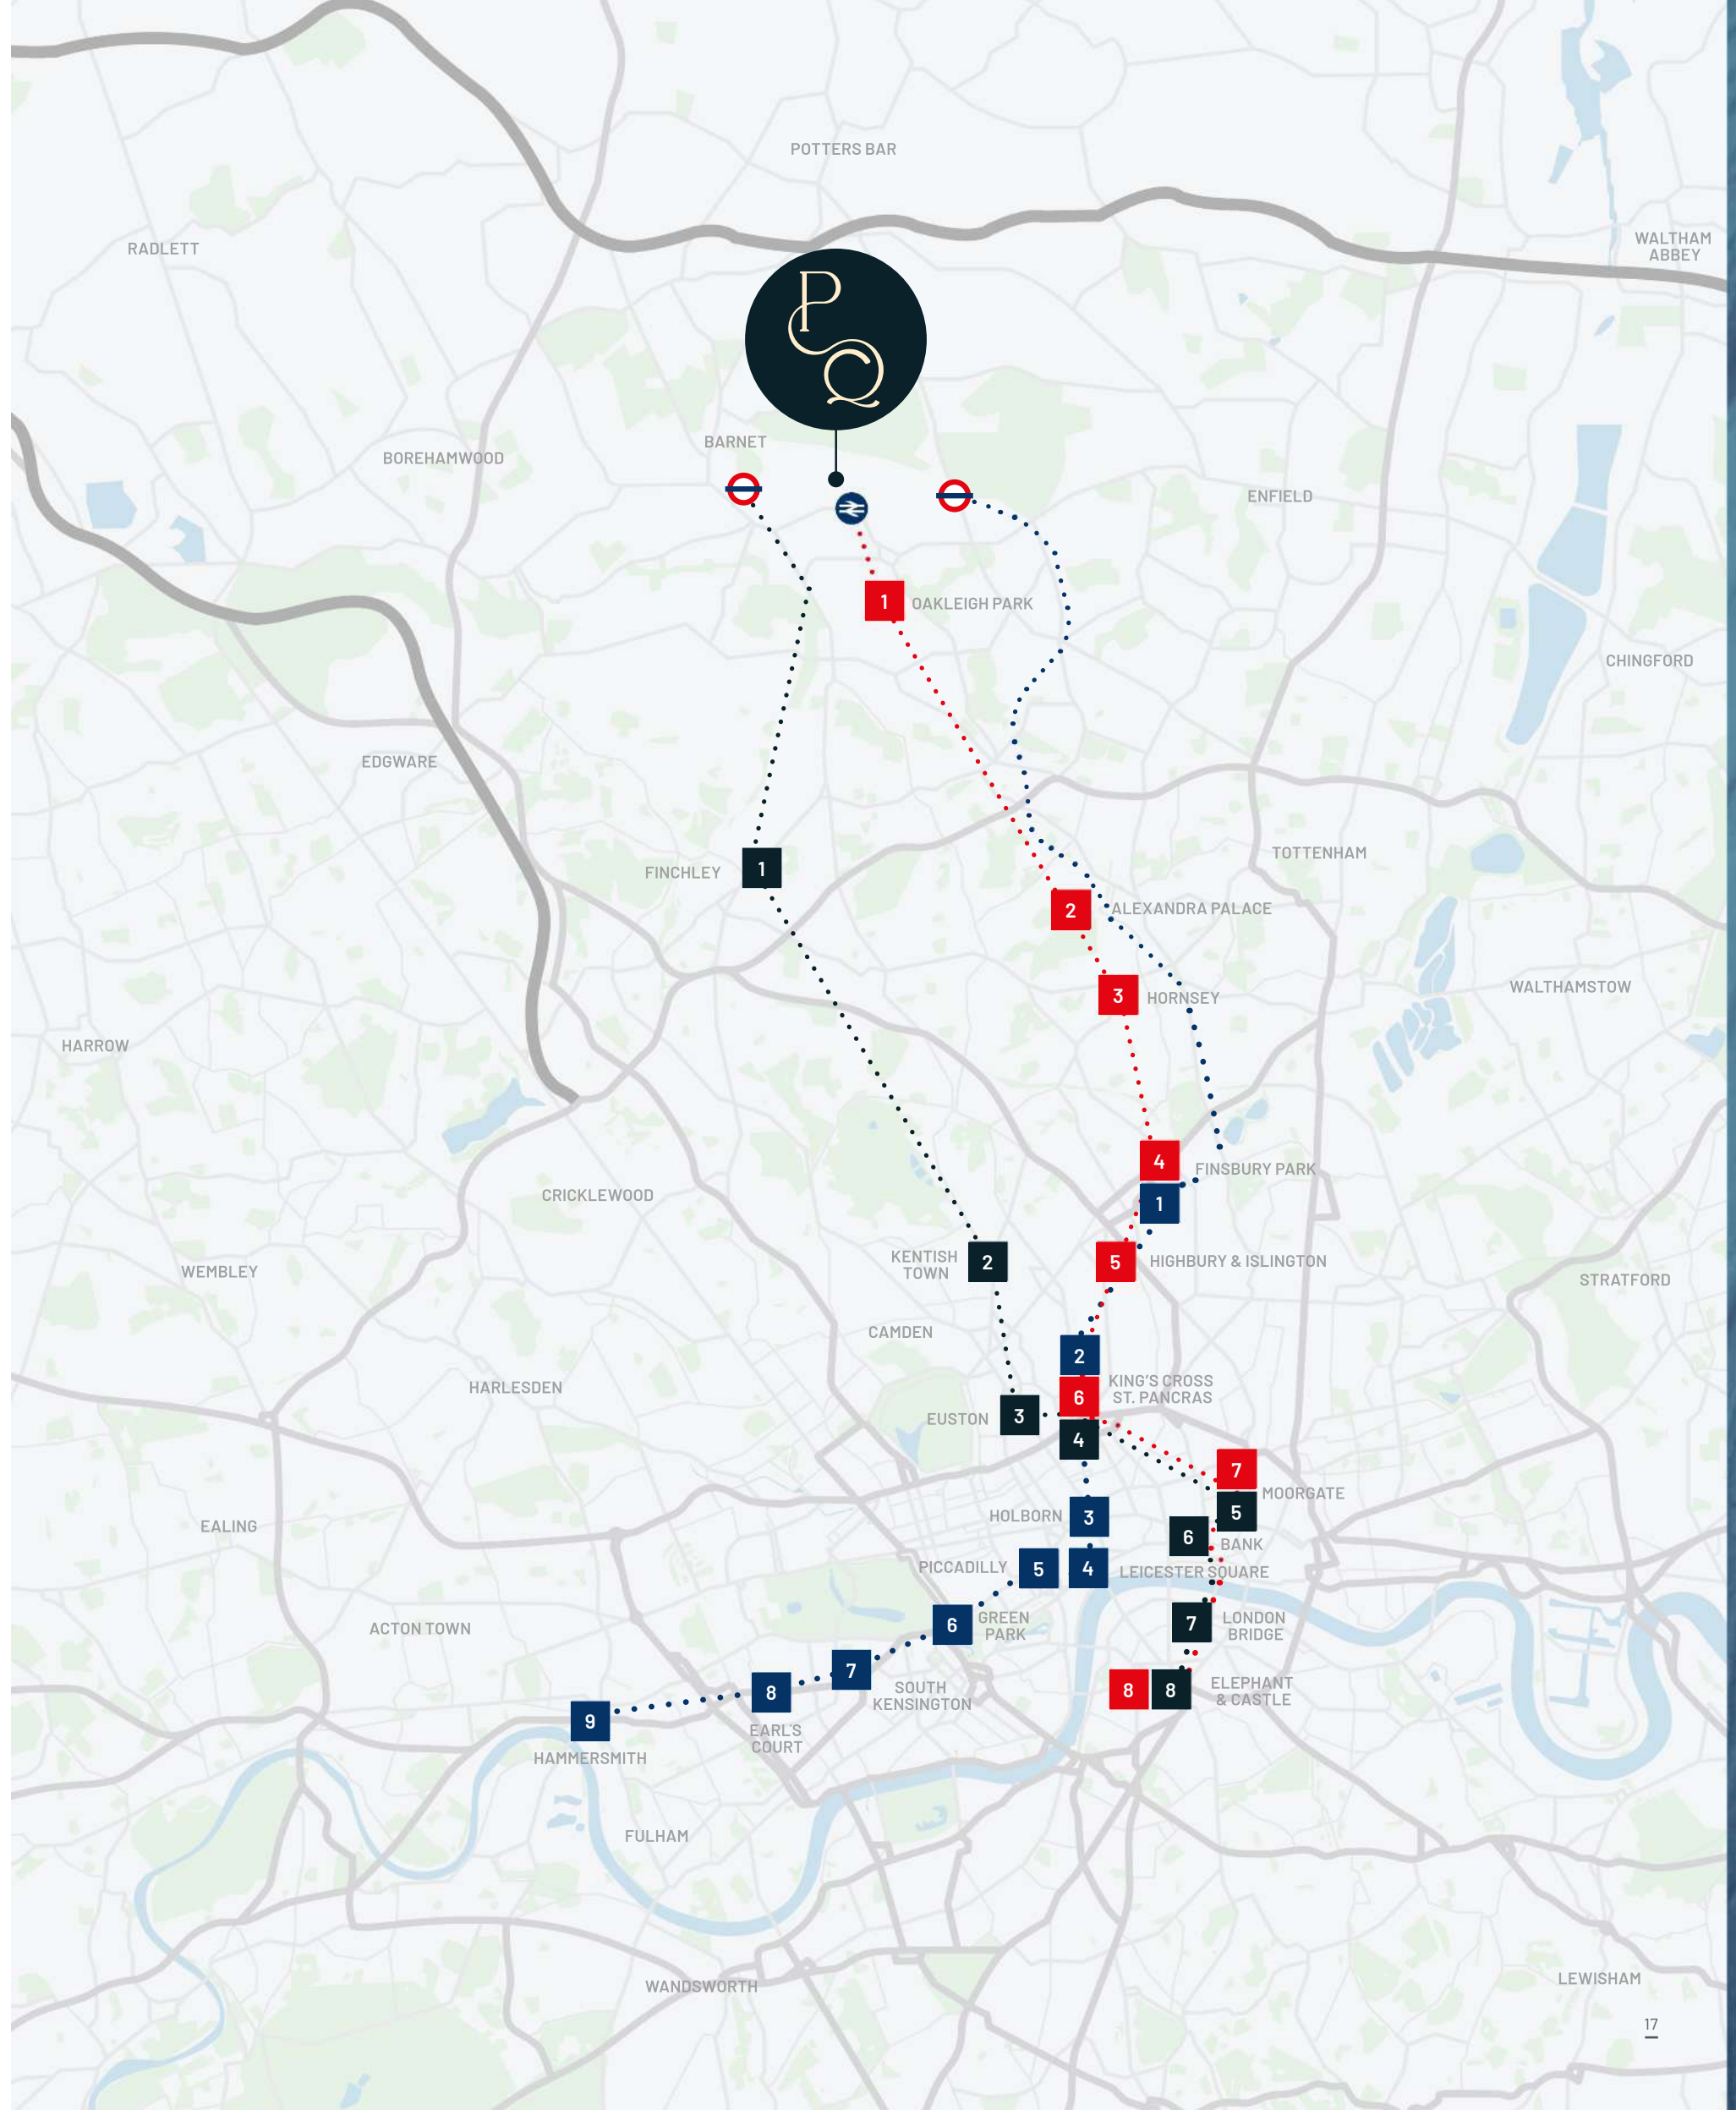 POTTERS BAR
RADLETT
WALTHAM
ABBEY
P
Q
BARNET
BOREHAMWOOD
ENFIELD
1 OAKLEIGH PARK
CHINGFORD
EDGWARE
TOTTENHAM
FINCHLEY 1
2 ALEXANDRA PALACE
WALTHAMSTOW
3 HORNSEY
HARROW
4
FINSBURY PARK
1
CRICKLEWOOD
KENTISH
TOWN
2
5 HIGHBURY & ISLINGTON
WEMBLEY
STRATFORD
CAMDEN
2
KING'S CROSS
ST. PANCRAS
6
HARLESDEN
EUSTON 3
4
7
MOORGATE
5
HOLBORN 3
EALING
6 BANK
PICCADILLY 5
4 LEICESTER SQUARE
6 GREEN
PARK
7 LONDON
BRIDGE
ACTON TOWN
7
SOUTH
KENSINGTON
8 8 ELEPHANT
& CASTLE
8
EARL'S
COURT
9
HAMMERSMITH
FULHAM
WANDSWORTH
LEWISHAM
17